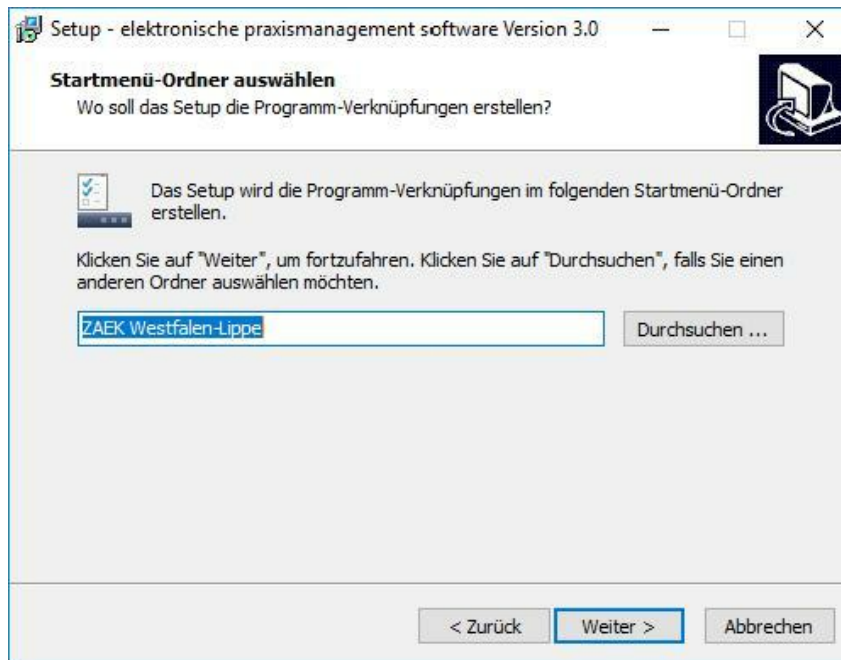 Setup - elektronische praxismanagement software Version 3.0
Startmenü-Ordner auswählen
Wo soll das Setup die Programm-Verknüpfungen erstellen?
Das Setup wird die Programm-Verknüpfungen im folgenden Startmenü-Ordner
erstellen.
Klicken Sie auf "Weiter", um fortzufahren. Klicken Sie auf "Durchsuchen", falls Sie einen
anderen Ordner auswählen möchten.
ZAEK Westfalen-Lippe
Durchsuchen ...
< Zurück
Weiter >
Abbrechen